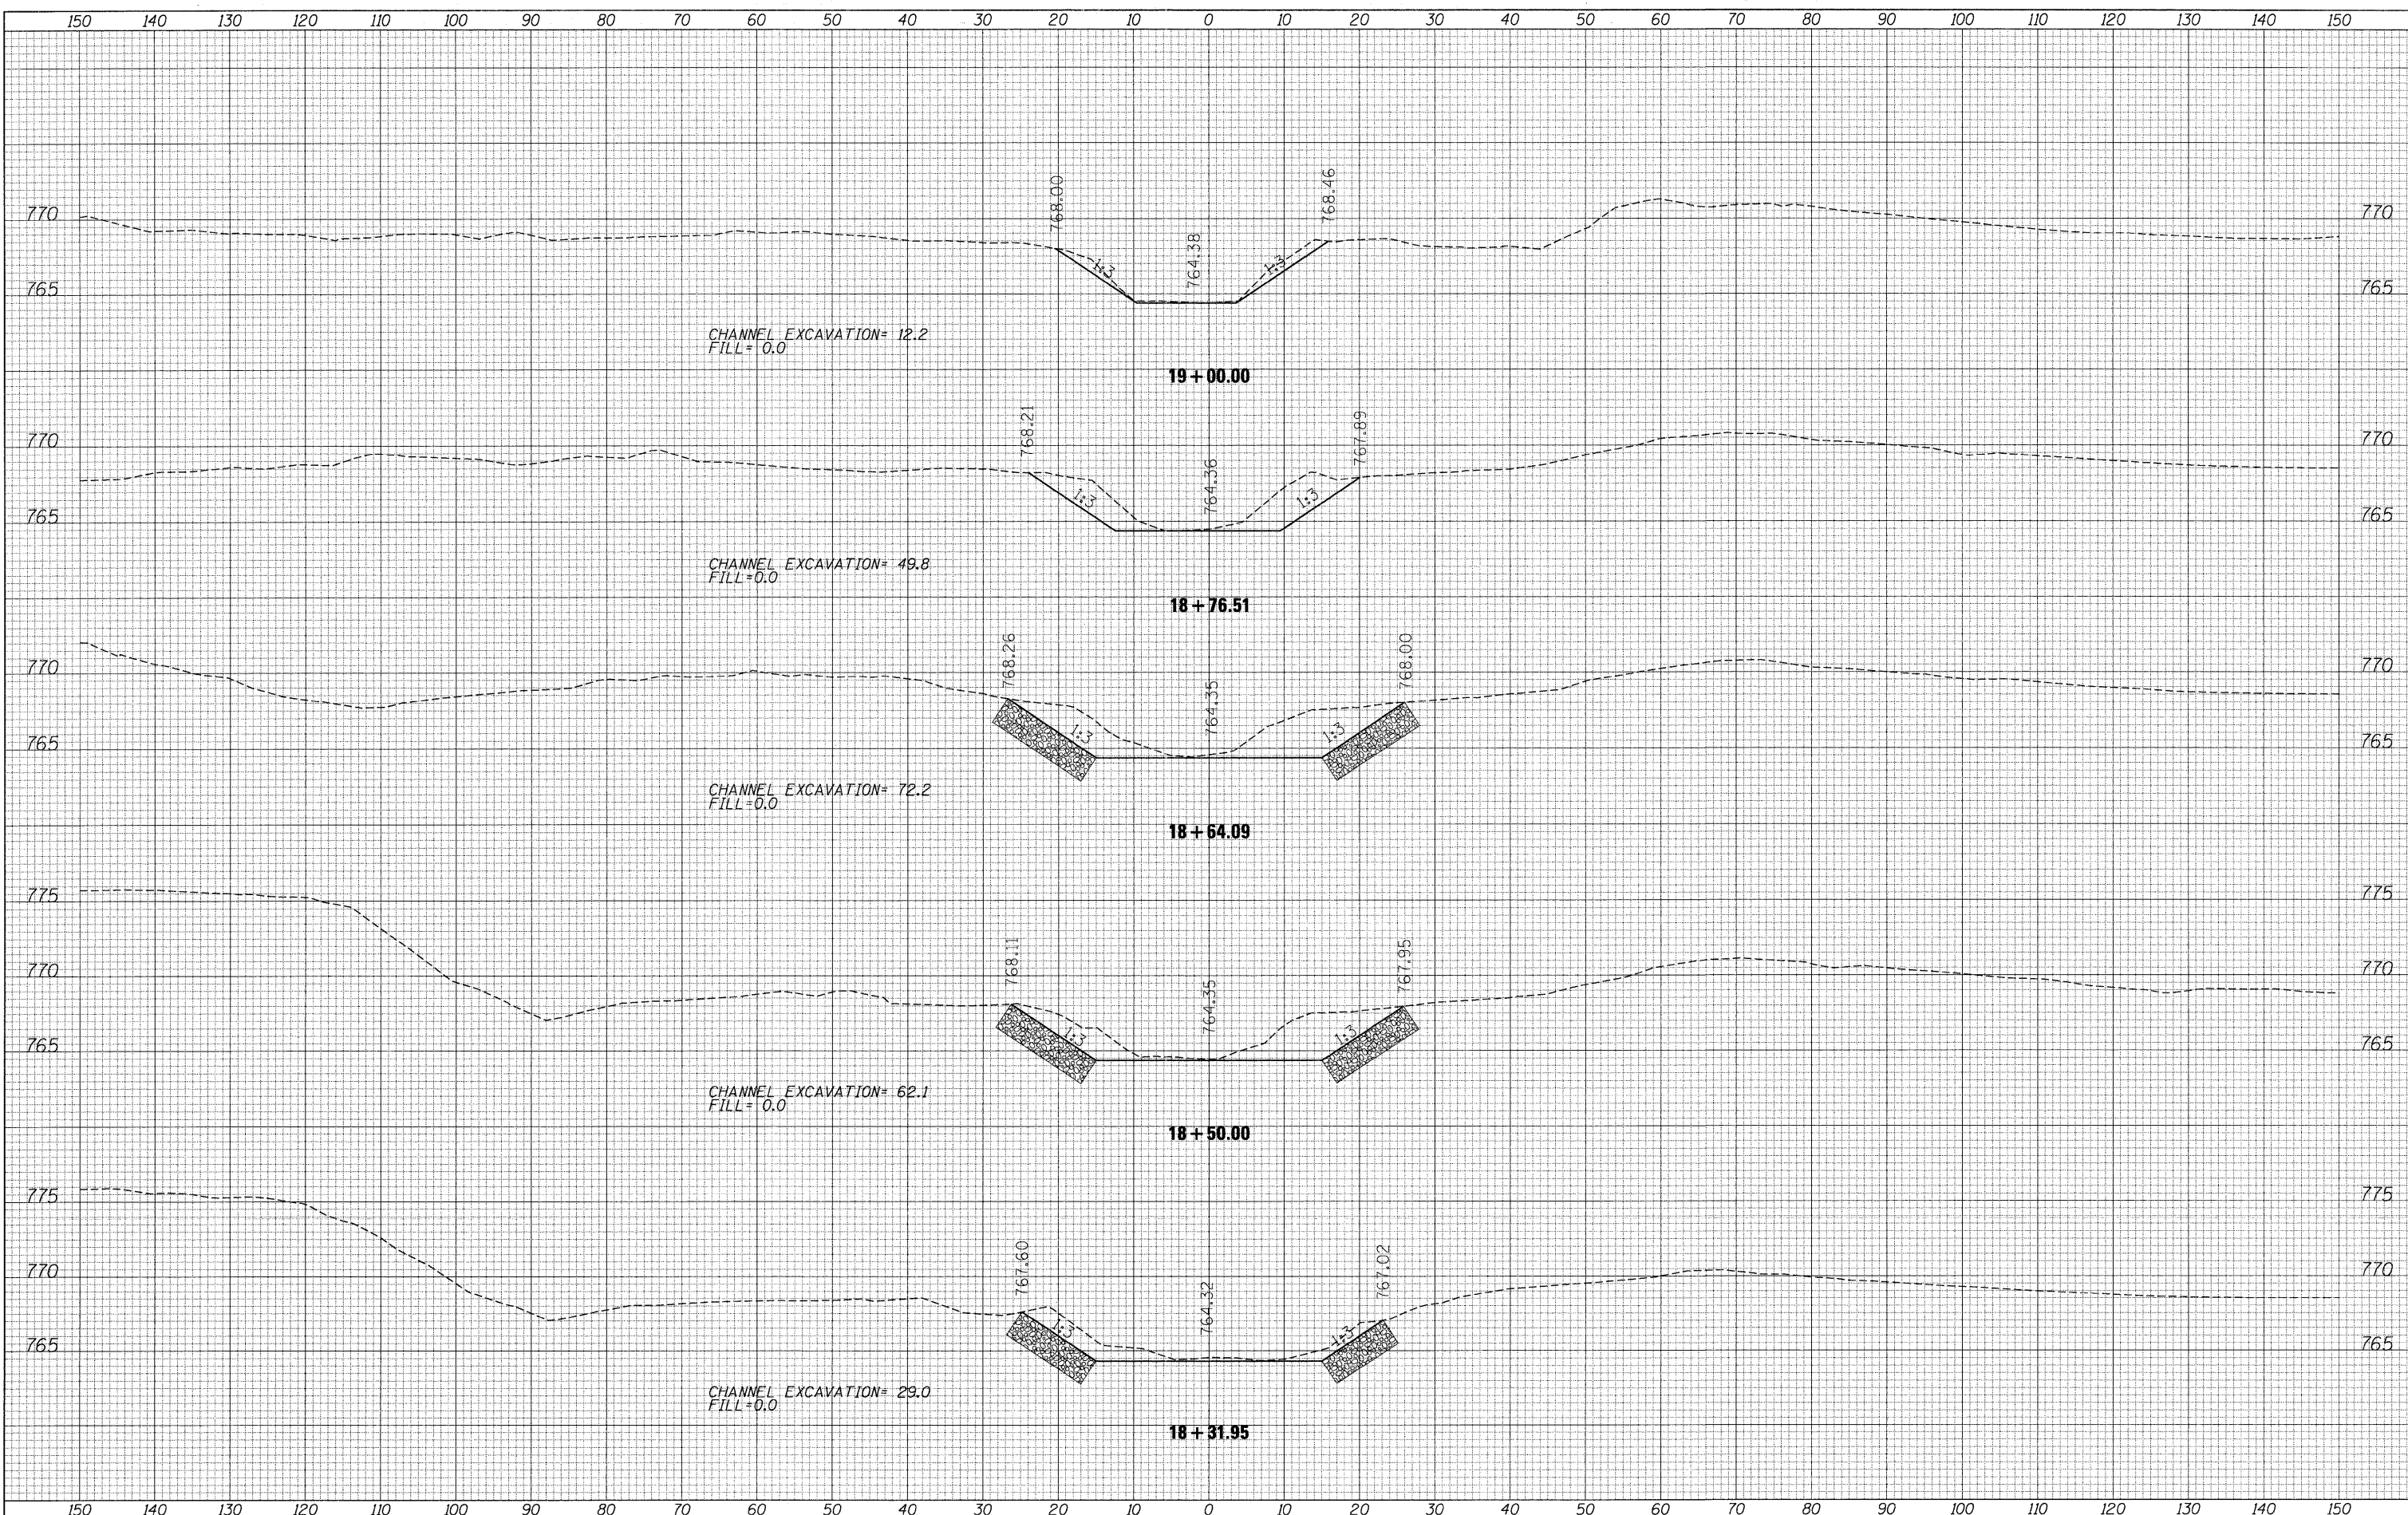 150 140 130 120 110 100 90 80 70 60 50 40 30 20 10 0 10 20 30 40 50 60 70 80 90 100 110 120 130 140 150
768.00 764.38 768.46
770 770
1:3 1:3
765 765
CHANNEL EXCAVATION= 12.2
FILL= 0.0
19+00.00
768.21 764.36 767.89
770 770
1:3 1:3
765 765
CHANNEL EXCAVATION= 49.8
FILL=0.0
18+76.51
768.26 764.35 768.00
770 770
1:3 1:3
765 765
CHANNEL EXCAVATION= 72.2
FILL=0.0
18+64.09
775 775
768.11 764.35 767.95
770 770
1:3 1:3
765 765
CHANNEL EXCAVATION= 62.1
FILL= 0.0
18+50.00
775 775
767.60 764.32 767.02
770 770
1:3 1:3
765 765
CHANNEL EXCAVATION= 29.0
FILL=0.0
18+31.95
150 140 130 120 110 100 90 80 70 60 50 40 30 20 10 0 10 20 30 40 50 60 70 80 90 100 110 120 130 140 150